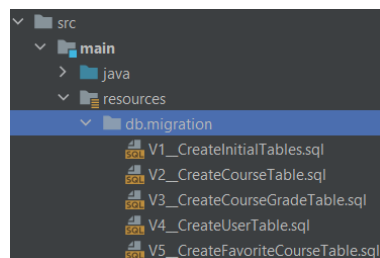 src
main
java
resources
db.migration
V1__CreateInitialTables.sql
V2__CreateCourseTable.sql
V3__CreateCourseGradeTable.sql
V4__CreateUserTable.sql
V5__CreateFavoriteCourseTable.sql